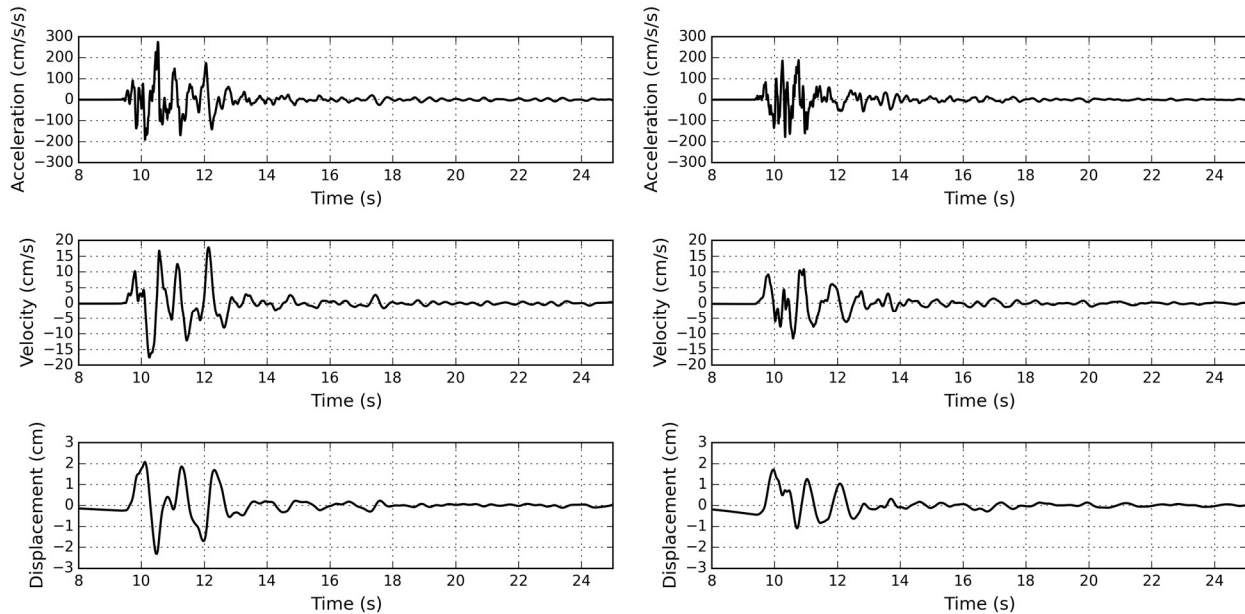 Acceleration (cm/s/s)
300
200
100
0
−100
−200
−300
8 10 12 14 16 18 20 22 24
Time (s)
Acceleration (cm/s/s)
300
200
100
0
−100
−200
−300
8 10 12 14 16 18 20 22 24
Time (s)
Velocity (cm/s)
20
15
10
5
0
−5
−10
−15
−20
8 10 12 14 16 18 20 22 24
Time (s)
Velocity (cm/s)
20
15
10
5
0
−5
−10
−15
−20
8 10 12 14 16 18 20 22 24
Time (s)
Displacement (cm)
3
2
1
0
−1
−2
−3
8 10 12 14 16 18 20 22 24
Time (s)
Displacement (cm)
3
2
1
0
−1
−2
−3
8 10 12 14 16 18 20 22 24
Time (s)